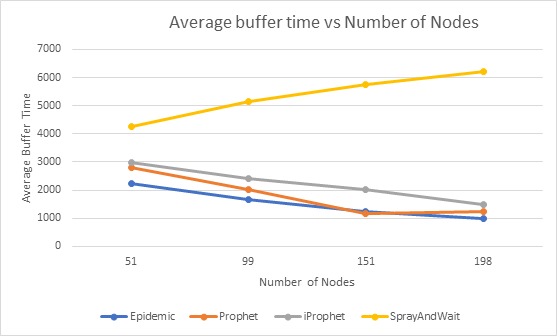 Average buffer time vs Number of Nodes
7000
6000
5000
4000
3000
2000
1000
0
Average Buffer Time
51 99 151 198
Number of Nodes
Epidemic Prophet iProphet SprayAndWait